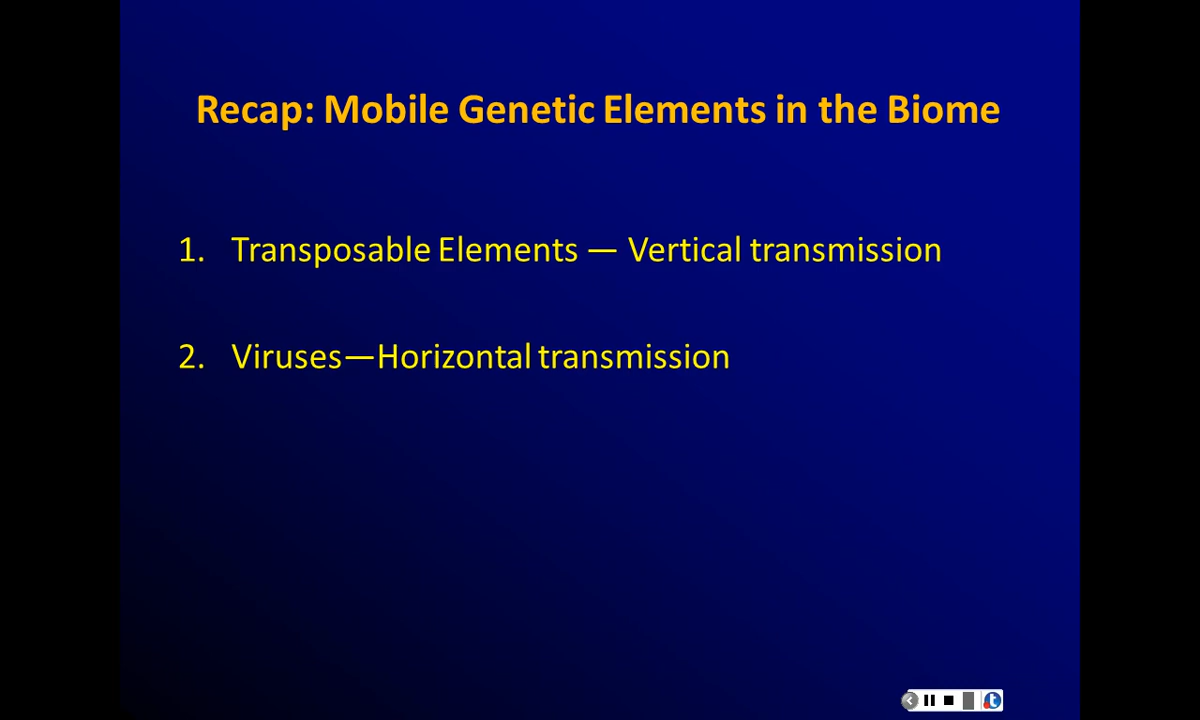 Recap: Mobile Genetic Elements in the Biome
1. Transposable Elements — Vertical transmission
2. Viruses—Horizontal transmission